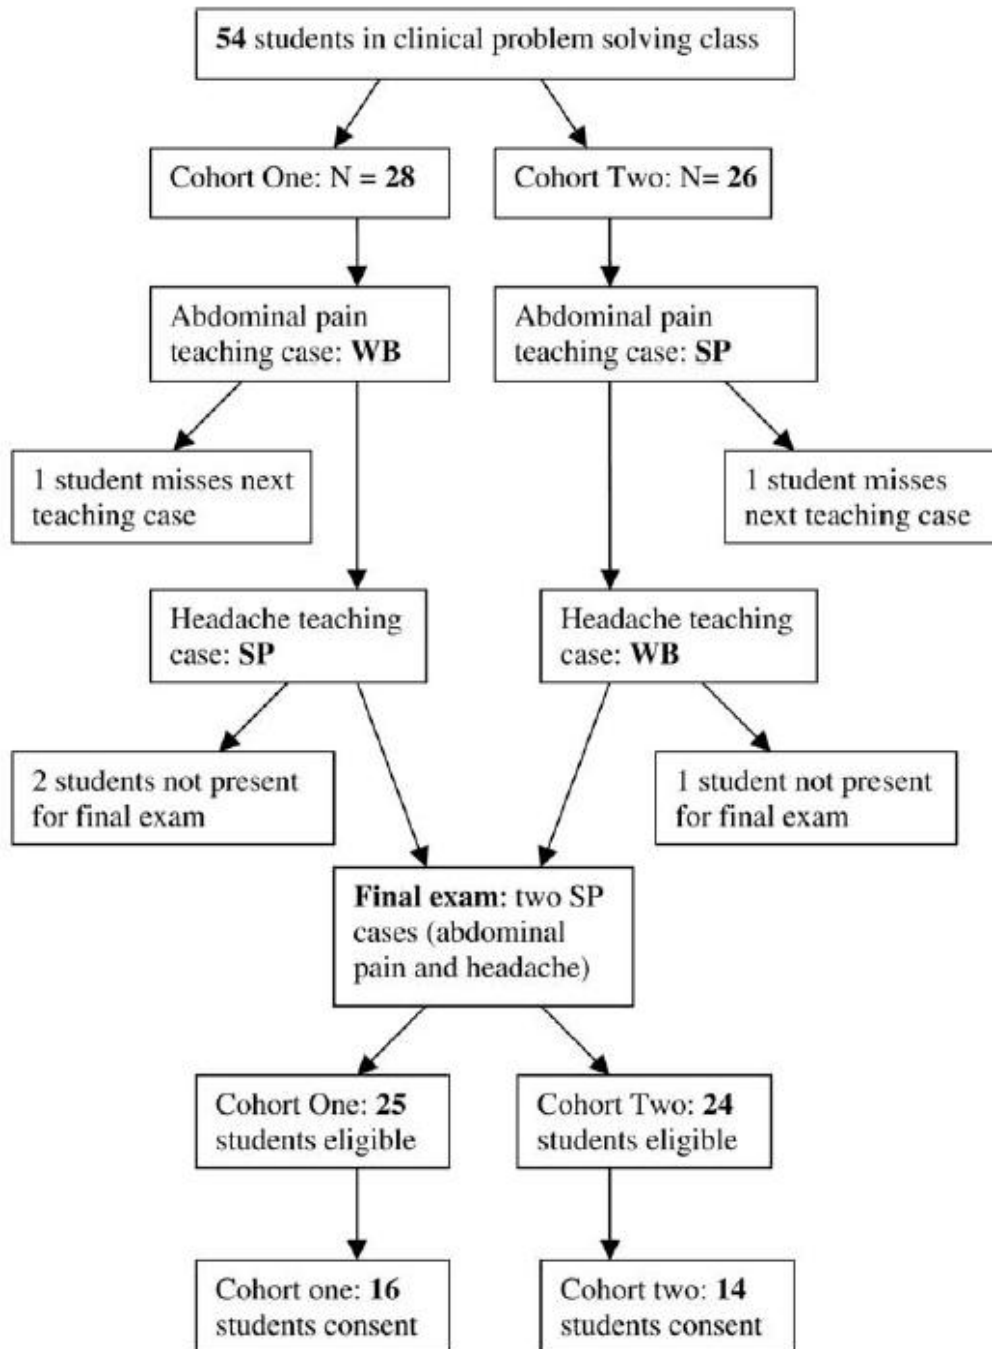 54 students in clinical problem solving class
Cohort One: N = 28
Cohort Two: N= 26
Abdominal pain
teaching case: WB
Abdominal pain
teaching case: SP
1 student misses next
teaching case
1 student misses
next teaching case
Headache teaching
case: SP
Headache teaching
case: WB
2 students not present
for final exam
1 student not present
for final exam
Final exam: two SP
cases (abdominal
pain and headache)
Cohort One: 25
students eligible
Cohort Two: 24
students eligible
Cohort one: 16
students consent
Cohort two: 14
students consent